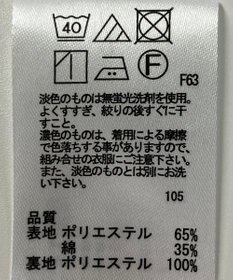 40
F
F63
淡色のものは無蛍光洗剤を使用。
よくすすぎ、絞りの後すぐに干す
こと。
濃色のものは、着用による摩擦
で色落ちする事がありますので、
組み合せの衣服にご注意下さい。
また、淡色のものとは別にお洗
い下さい。
105
品質
表地 ポリエステル 65%
綿 35%
裏地 ポリエステル 100%